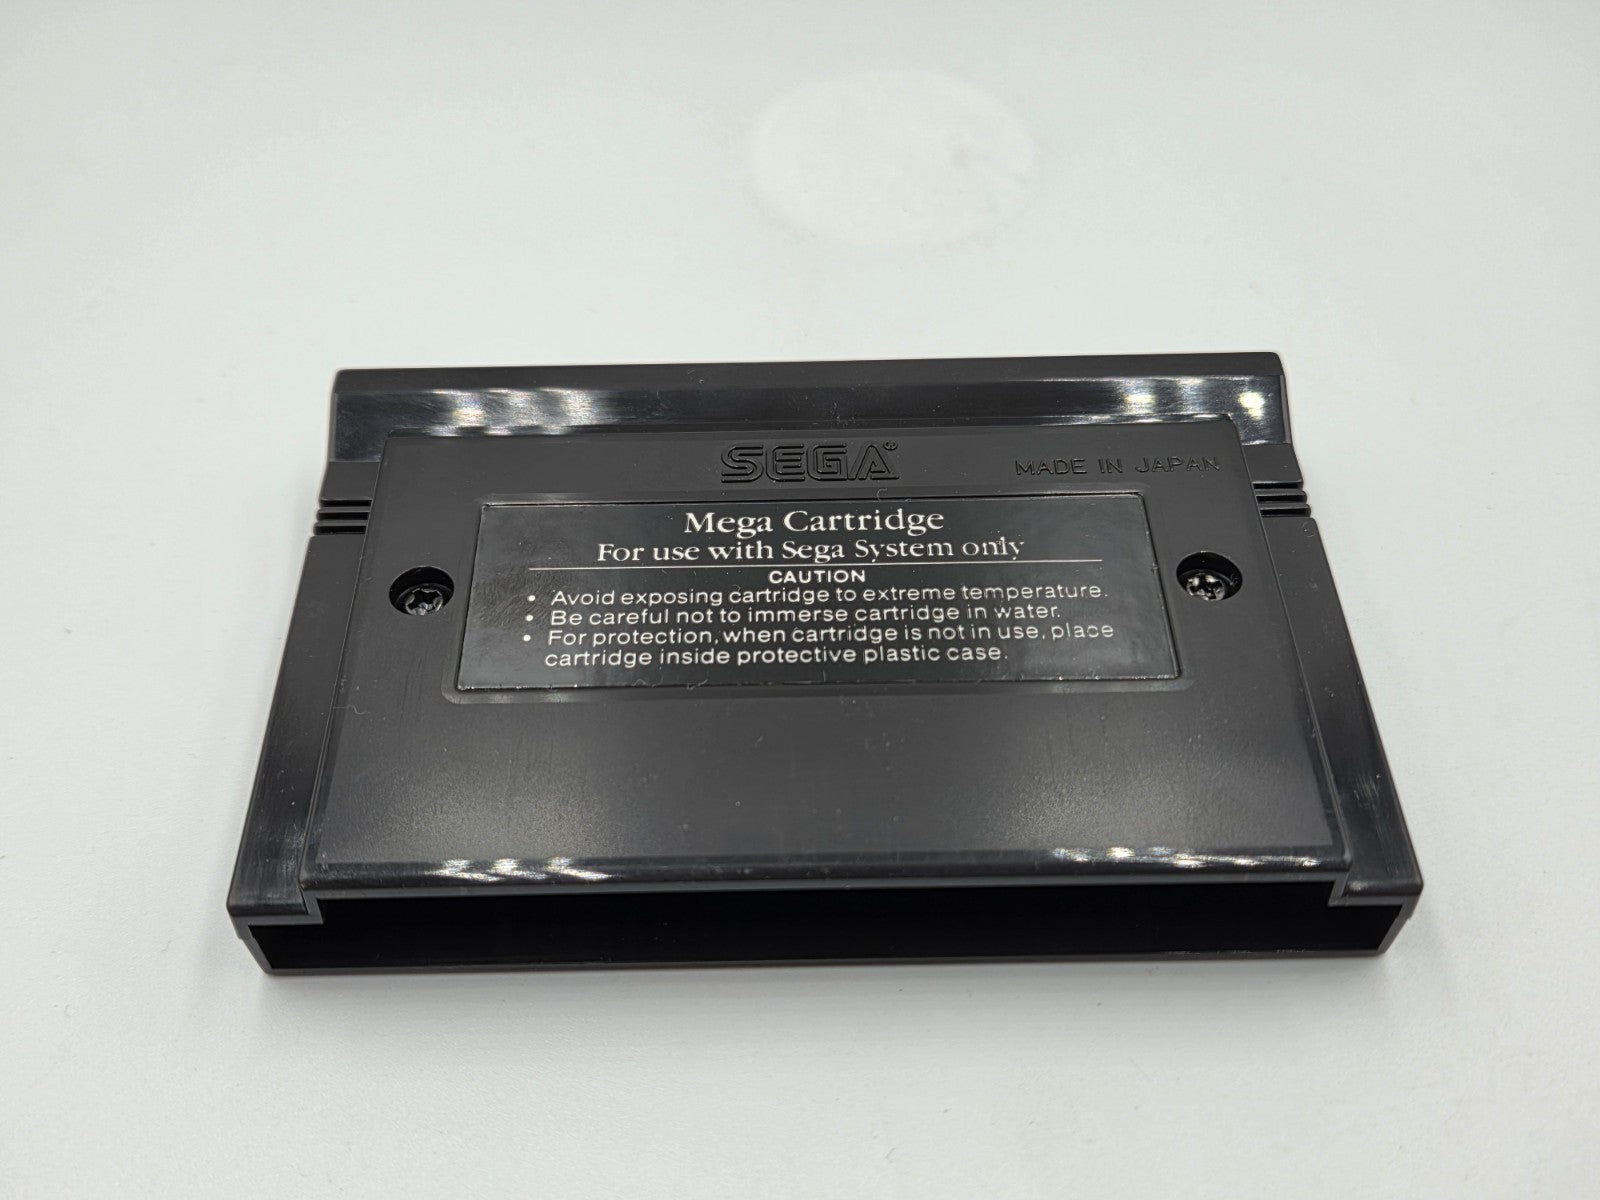 SEGA®
MADE IN JAPAN
Mega Cartridge
For use with Sega System only
CAUTION
• Avoid exposing cartridge to extreme temperature.
• Be careful not to immerse cartridge in water.
• For protection, when cartridge is not in use, place
cartridge inside protective plastic case.